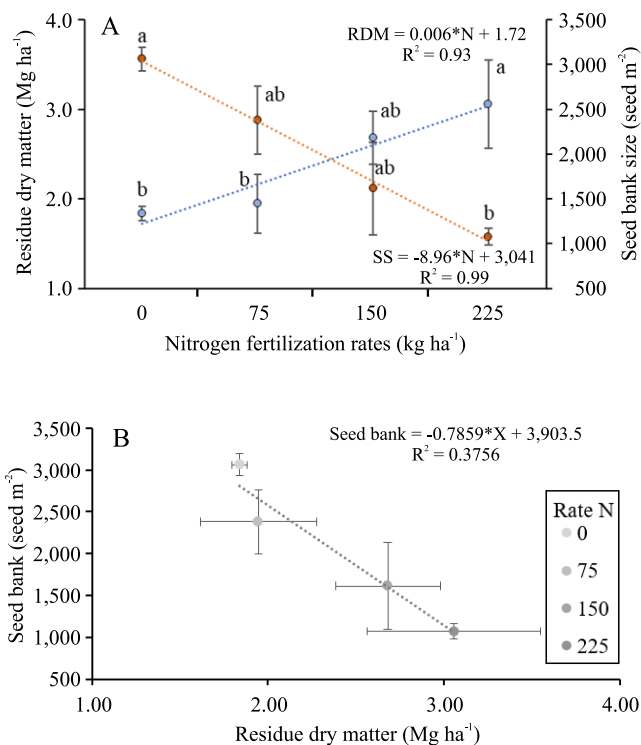 A
RDM = 0.006*N + 1.72
R² = 0.93
Residue dry matter (Mg ha⁻¹)
4.0
3.0
2.0
1.0
a
ab
ab
a
b
b
ab
b
SS = -8.96*N + 3,041
R² = 0.99
3,500
3,000
2,500
2,000
1,500
1,000
500
Seed bank size (seed m⁻²)
0 75 150 225
Nitrogen fertilization rates (kg ha⁻¹)
B
Seed bank = -0.7859*X + 3,903.5
R² = 0.3756
Seed bank (seed m⁻²)
3,500
3,000
2,500
2,000
1,500
1,000
500
Rate N
0
75
150
225
1.00 2.00 3.00 4.00
Residue dry matter (Mg ha⁻¹)